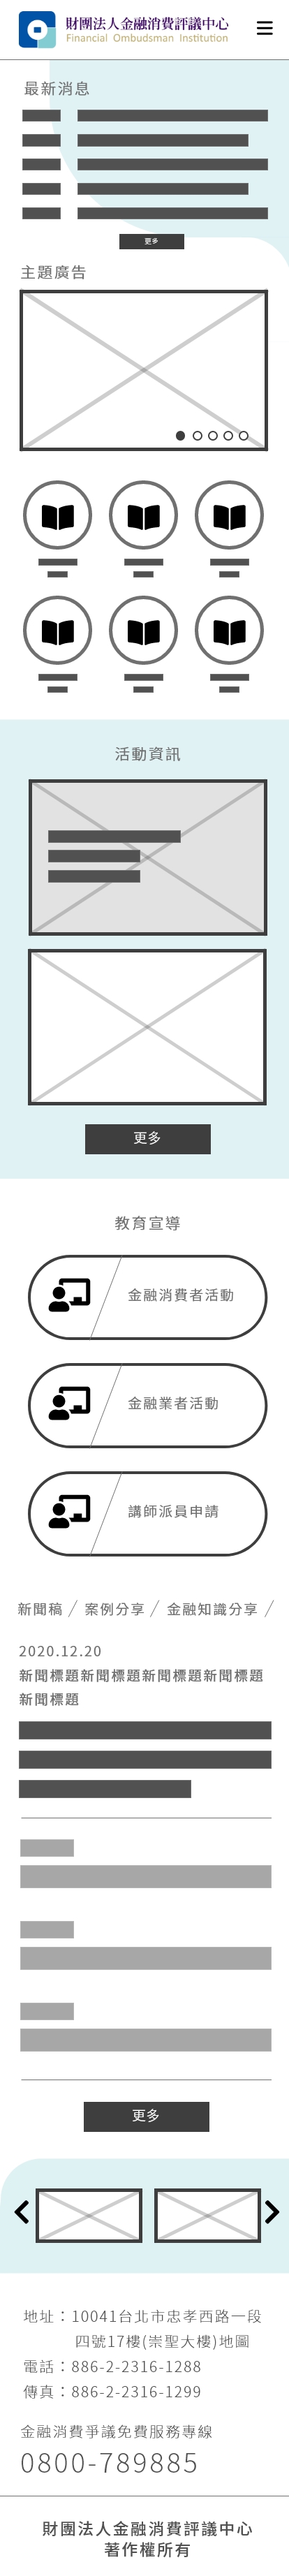 財團法人金融消費評議中心
Financial Ombudsman Institution
最新消息
更多
主題廣告
活動資訊
更多
教育宣導
金融消費者活動
金融業者活動
講師派員申請
新聞稿 / 案例分享 / 金融知識分享 /
2020.12.20
新聞標題新聞標題新聞標題新聞標題
新聞標題
更多
地址：10041台北市忠孝西路一段
四號17樓(崇聖大樓)地圖
電話：886-2-2316-1288
傳真：886-2-2316-1299
金融消費爭議免費服務專線
0800-789885
財團法人金融消費評議中心
著作權所有